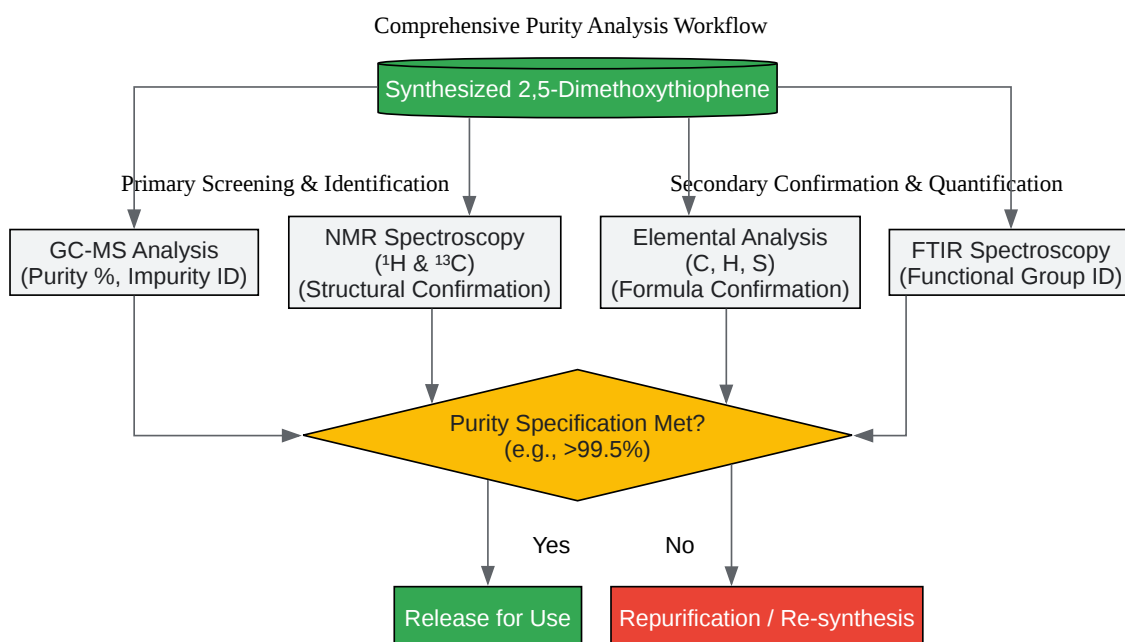 Comprehensive Purity Analysis Workflow
Synthesized 2,5-Dimethoxythiophene
Primary Screening & Identification
Secondary Confirmation & Quantification
GC-MS Analysis
(Purity %, Impurity ID)
NMR Spectroscopy
(¹H & ¹³C)
(Structural Confirmation)
Elemental Analysis
(C, H, S)
(Formula Confirmation)
FTIR Spectroscopy
(Functional Group ID)
Purity Specification Met?
(e.g., >99.5%)
Yes
No
Release for Use
Repurification / Re-synthesis